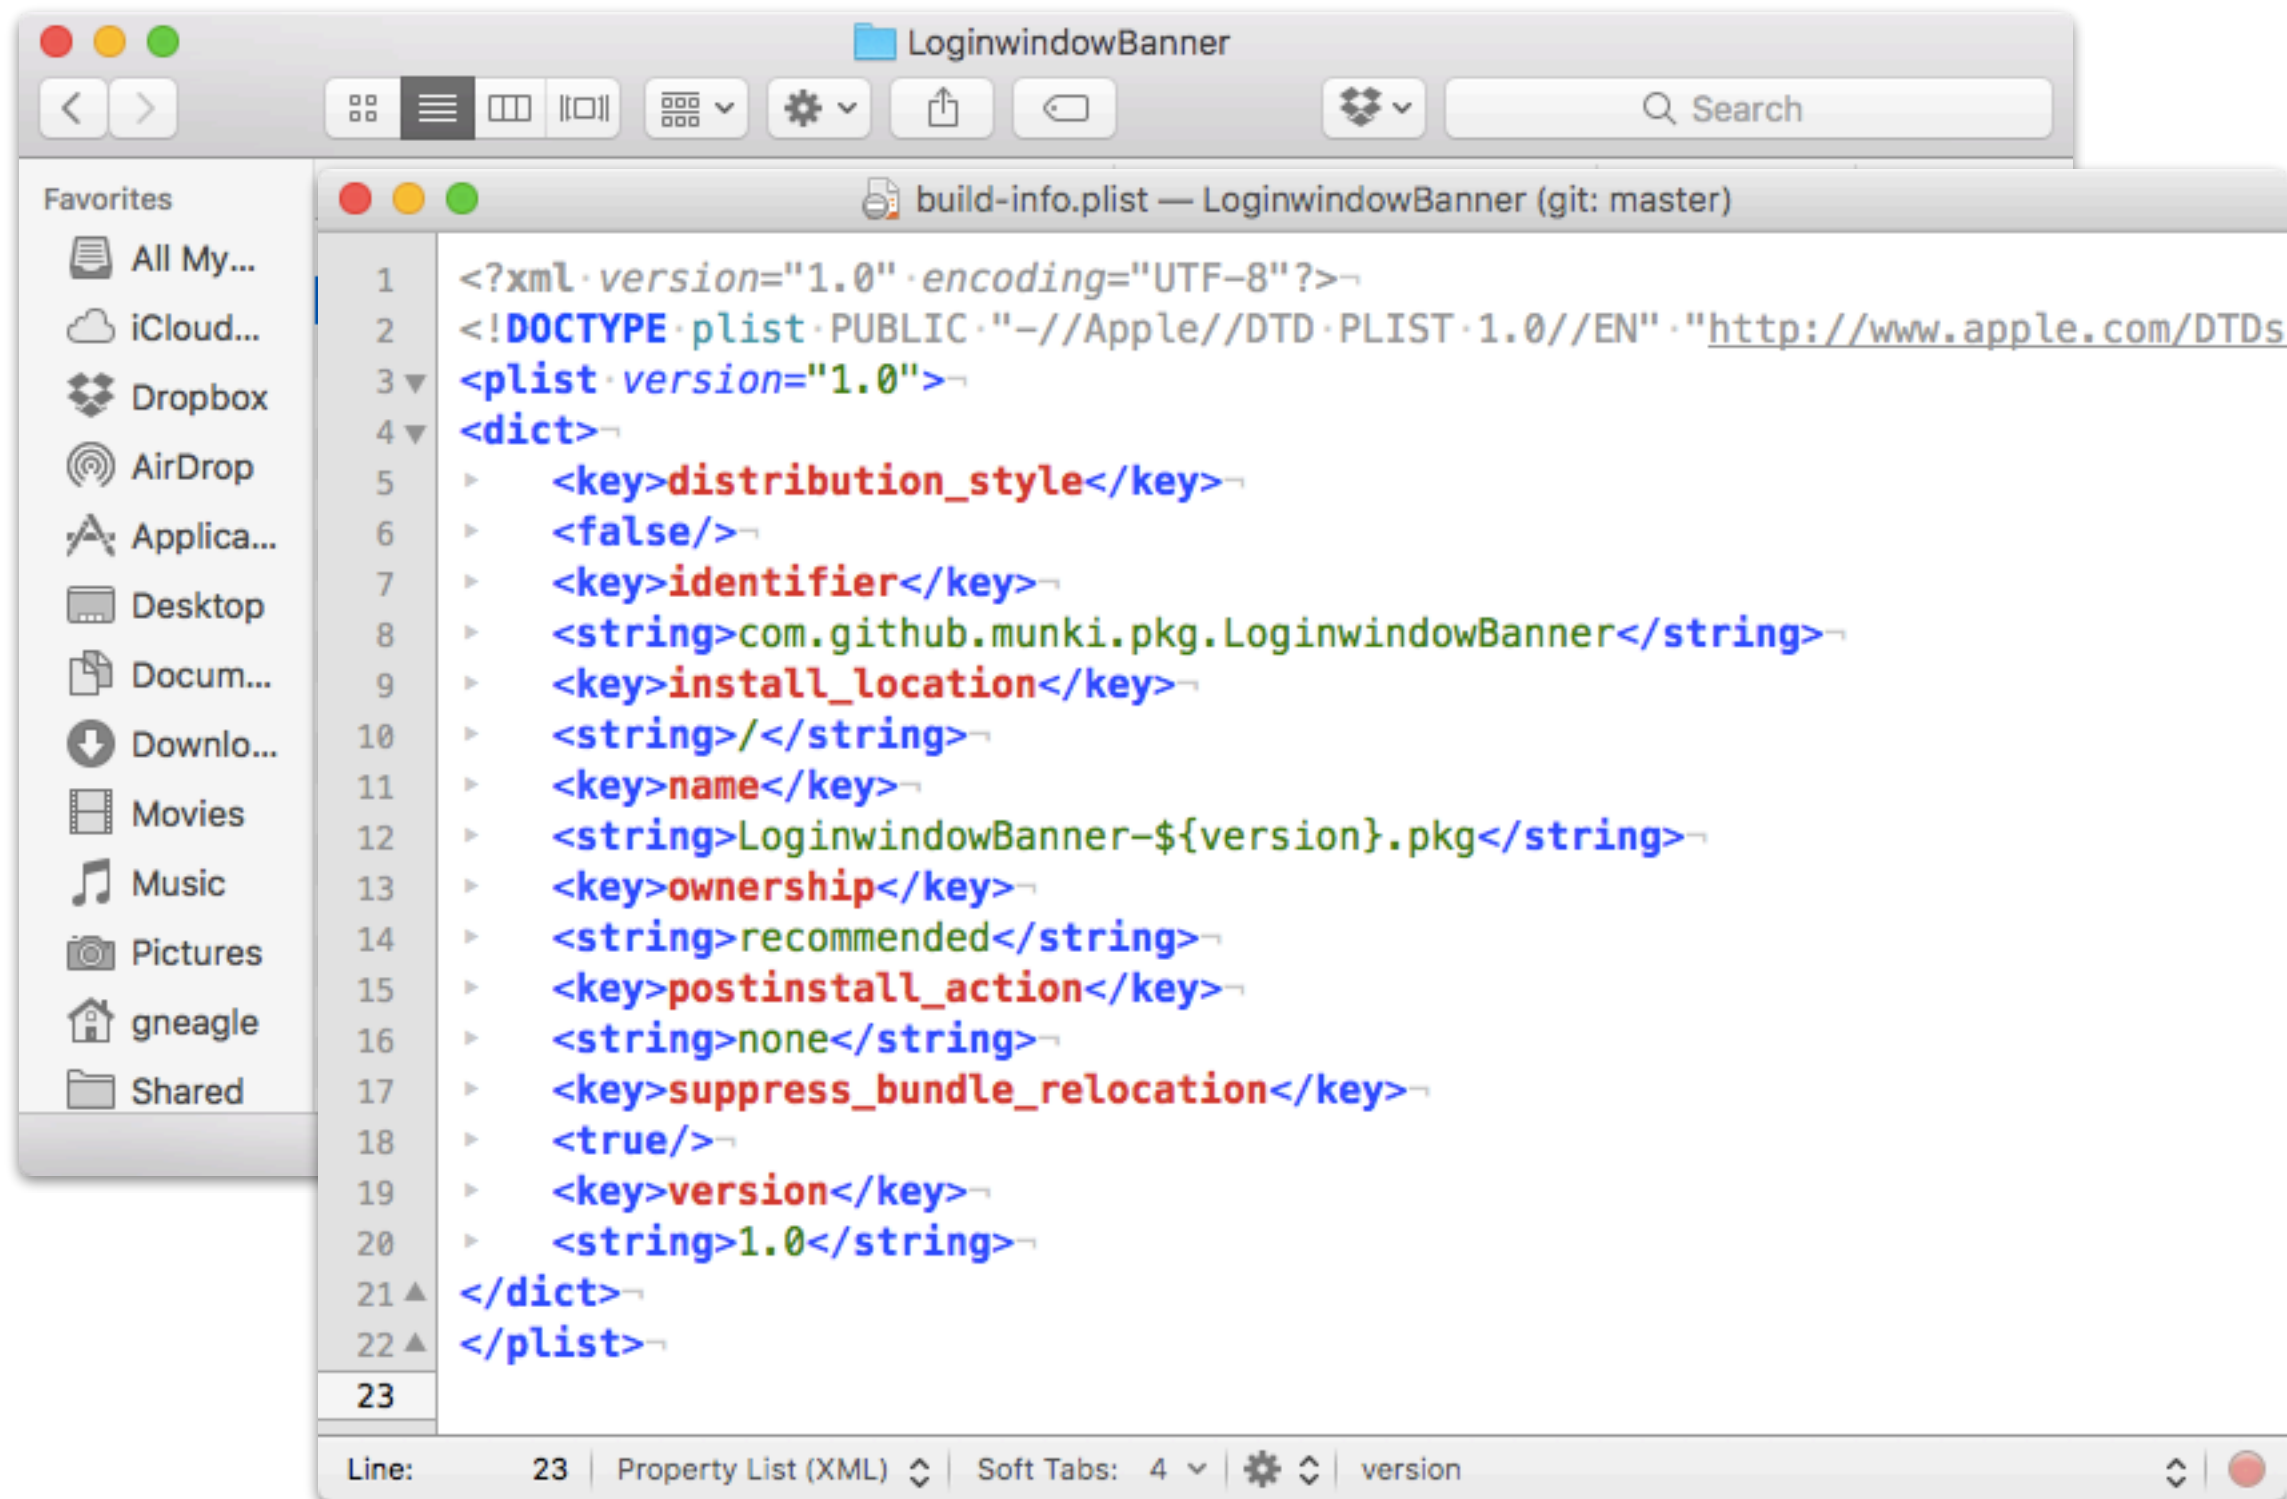 LoginwindowBanner
Search
Favorites
All My...
iCloud...
Dropbox
AirDrop
Applica...
Desktop
Docum...
Downlo...
Movies
Music
Pictures
gneagle
Shared
build-info.plist — LoginwindowBanner (git: master)
1 <?xml version="1.0" encoding="UTF-8"?>¬
2 <!DOCTYPE plist PUBLIC "-//Apple//DTD PLIST 1.0//EN" "http://www.apple.com/DTDs
3 <plist version="1.0">¬
4 <dict>¬
5 <key>distribution_style</key>¬
6 <false/>¬
7 <key>identifier</key>¬
8 <string>com.github.munki.pkg.LoginwindowBanner</string>¬
9 <key>install_location</key>¬
10 <string>/</string>¬
11 <key>name</key>¬
12 <string>LoginwindowBanner-${version}.pkg</string>¬
13 <key>ownership</key>¬
14 <string>recommended</string>¬
15 <key>postinstall_action</key>¬
16 <string>none</string>¬
17 <key>suppress_bundle_relocation</key>¬
18 <true/>¬
19 <key>version</key>¬
20 <string>1.0</string>¬
21 </dict>¬
22 </plist>¬
23
Line: 23 Property List (XML) Soft Tabs: 4 version